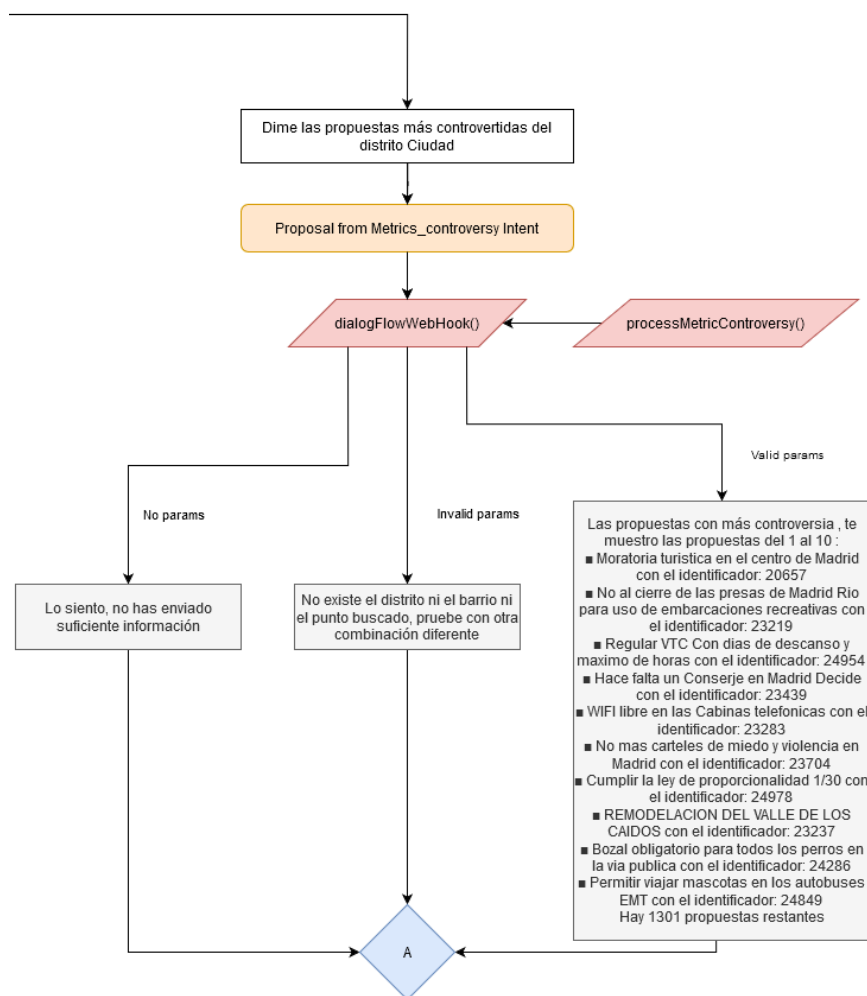 Dime las propuestas más controvertidas del
distrito Ciudad
Proposal from Metrics_controversy Intent
dialogFlowWebHook()
processMetricControversy()
Valid params
No params
Invalid params
Lo siento, no has enviado
suficiente información
No existe el distrito ni el barrio ni
el punto buscado, pruebe con otra
combinación diferente
Las propuestas con más controversia , te
muestro las propuestas del 1 al 10 :
■ Moratoria turistica en el centro de Madrid
con el identificador: 20657
■ No al cierre de las presas de Madrid Rio
para uso de embarcaciones recreativas con
el identificador: 23219
■ Regular VTC Con dias de descanso y
maximo de horas con el identificador: 24954
■ Hace falta un Conserje en Madrid Decide
con el identificador: 23439
■ WIFI libre en las Cabinas telefonicas con el
identificador: 23283
■ No mas carteles de miedo y violencia en
Madrid con el identificador: 23704
■ Cumplir la ley de proporcionalidad 1/30 con
el identificador: 24978
■ REMODELACION DEL VALLE DE LOS
CAIDOS con el identificador: 23237
■ Bozal obligatorio para todos los perros en
la via publica con el identificador: 24286
■ Permitir viajar mascotas en los autobuses
EMT con el identificador: 24849
Hay 1301 propuestas restantes
A